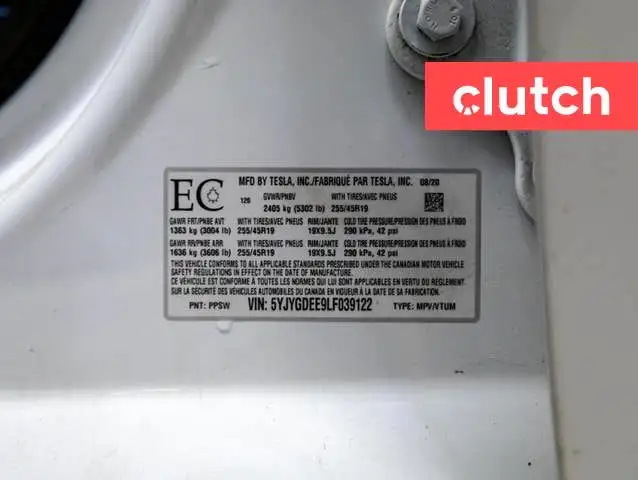 clutch
EC MFD BY TESLA, INC./FABRIQUÉ PAR TESLA, INC. 08/20
126 GVWR/PNBV WITH TIRES/AVEC PNEUS
2405 kg (5302 lb) 255/45R19
GAWR FRT/PNBE AVT WITH TIRES/AVEC PNEUS RIM/JANTE COLD TIRE PRESSURE/PRESSION DES PNEUS À FROID
1363 kg (3004 lb) 255/45R19 19X9.5J 290 kPa, 42 psi
GAWR RR/PNBE ARR WITH TIRES/AVEC PNEUS RIM/JANTE COLD TIRE PRESSURE/PRESSION DES PNEUS À FROID
1636 kg (3606 lb) 255/45R19 19X9.5J 290 kPa, 42 psi
THIS VEHICLE CONFORMS TO ALL APPLICABLE STANDARDS PRESCRIBED UNDER THE CANADIAN MOTOR VEHICLE
SAFETY REGULATIONS IN EFFECT ON THE DATE OF MANUFACTURE.
CE VÉHICULE EST CONFORME À TOUTES LES NORMES QUI LUI SONT APPLICABLES EN VERTU DU RÈGLEMENT
SUR LA SÉCURITÉ DES VÉHICULES AUTOMOBILES DU CANADA EN VIGUEUR À LA DATE DE SA FABRICATION.
PNT: PPSW VIN: 5YJYGDEE9LF039122 TYPE: MPV/VTUM